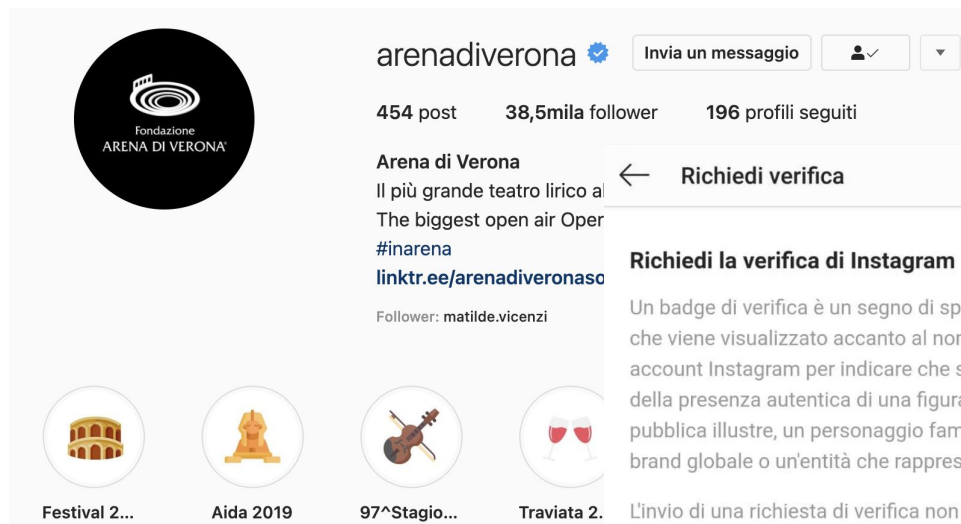 Fondazione
ARENA DI VERONA®
arenadiverona
Invia un messaggio
454 post
38,5mila follower
196 profili seguiti
Arena di Verona
Il più grande teatro lirico al
The biggest open air Oper
#inarena
linktr.ee/arenadiveronaso
Follower: matilde.vicenzi
Festival 2...
Aida 2019
97^Stagio...
Traviata 2.
Richiedi verifica
Richiedi la verifica di Instagram
Un badge di verifica è un segno di sp
che viene visualizzato accanto al nor
account Instagram per indicare che s
della presenza autentica di una figura
pubblica illustre, un personaggio fam
brand globale o un'entità che rappres
L'invio di una richiesta di verifica non